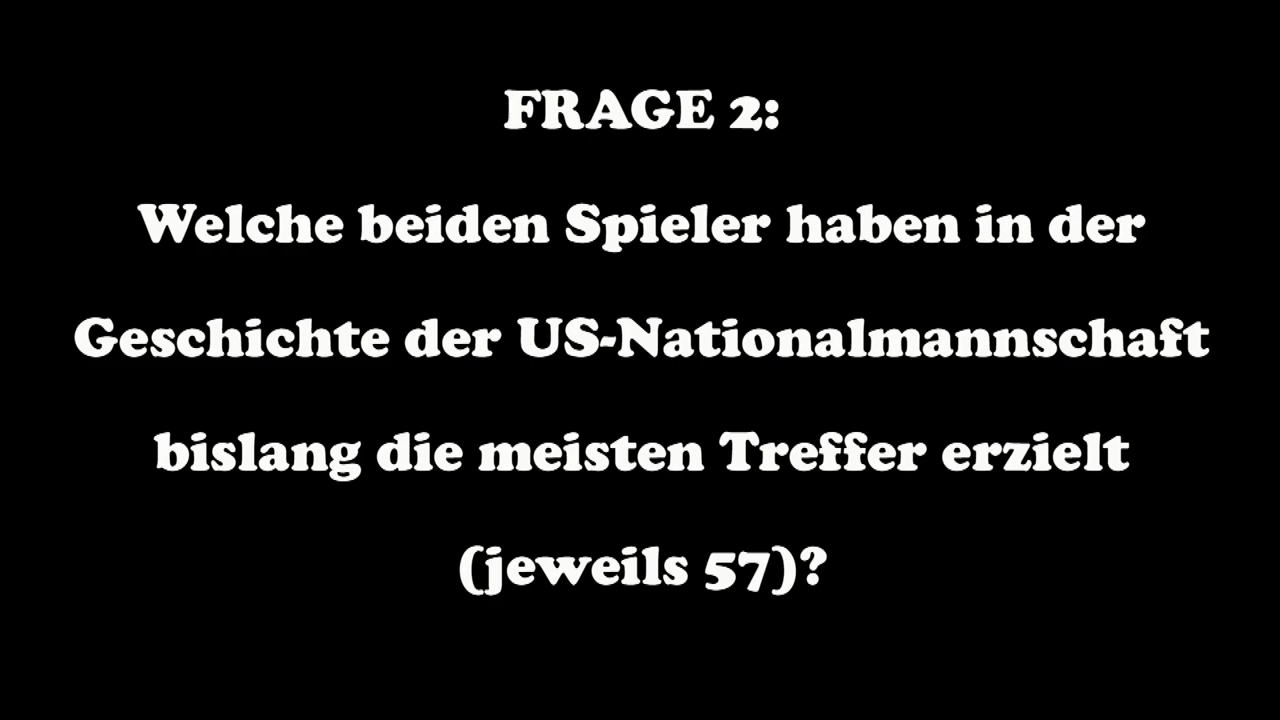 FRAGE 2:
Welche beiden Spieler haben in der
Geschichte der US-Nationalmannschaft
bislang die meisten Treffer erzielt
(jeweils 57)?